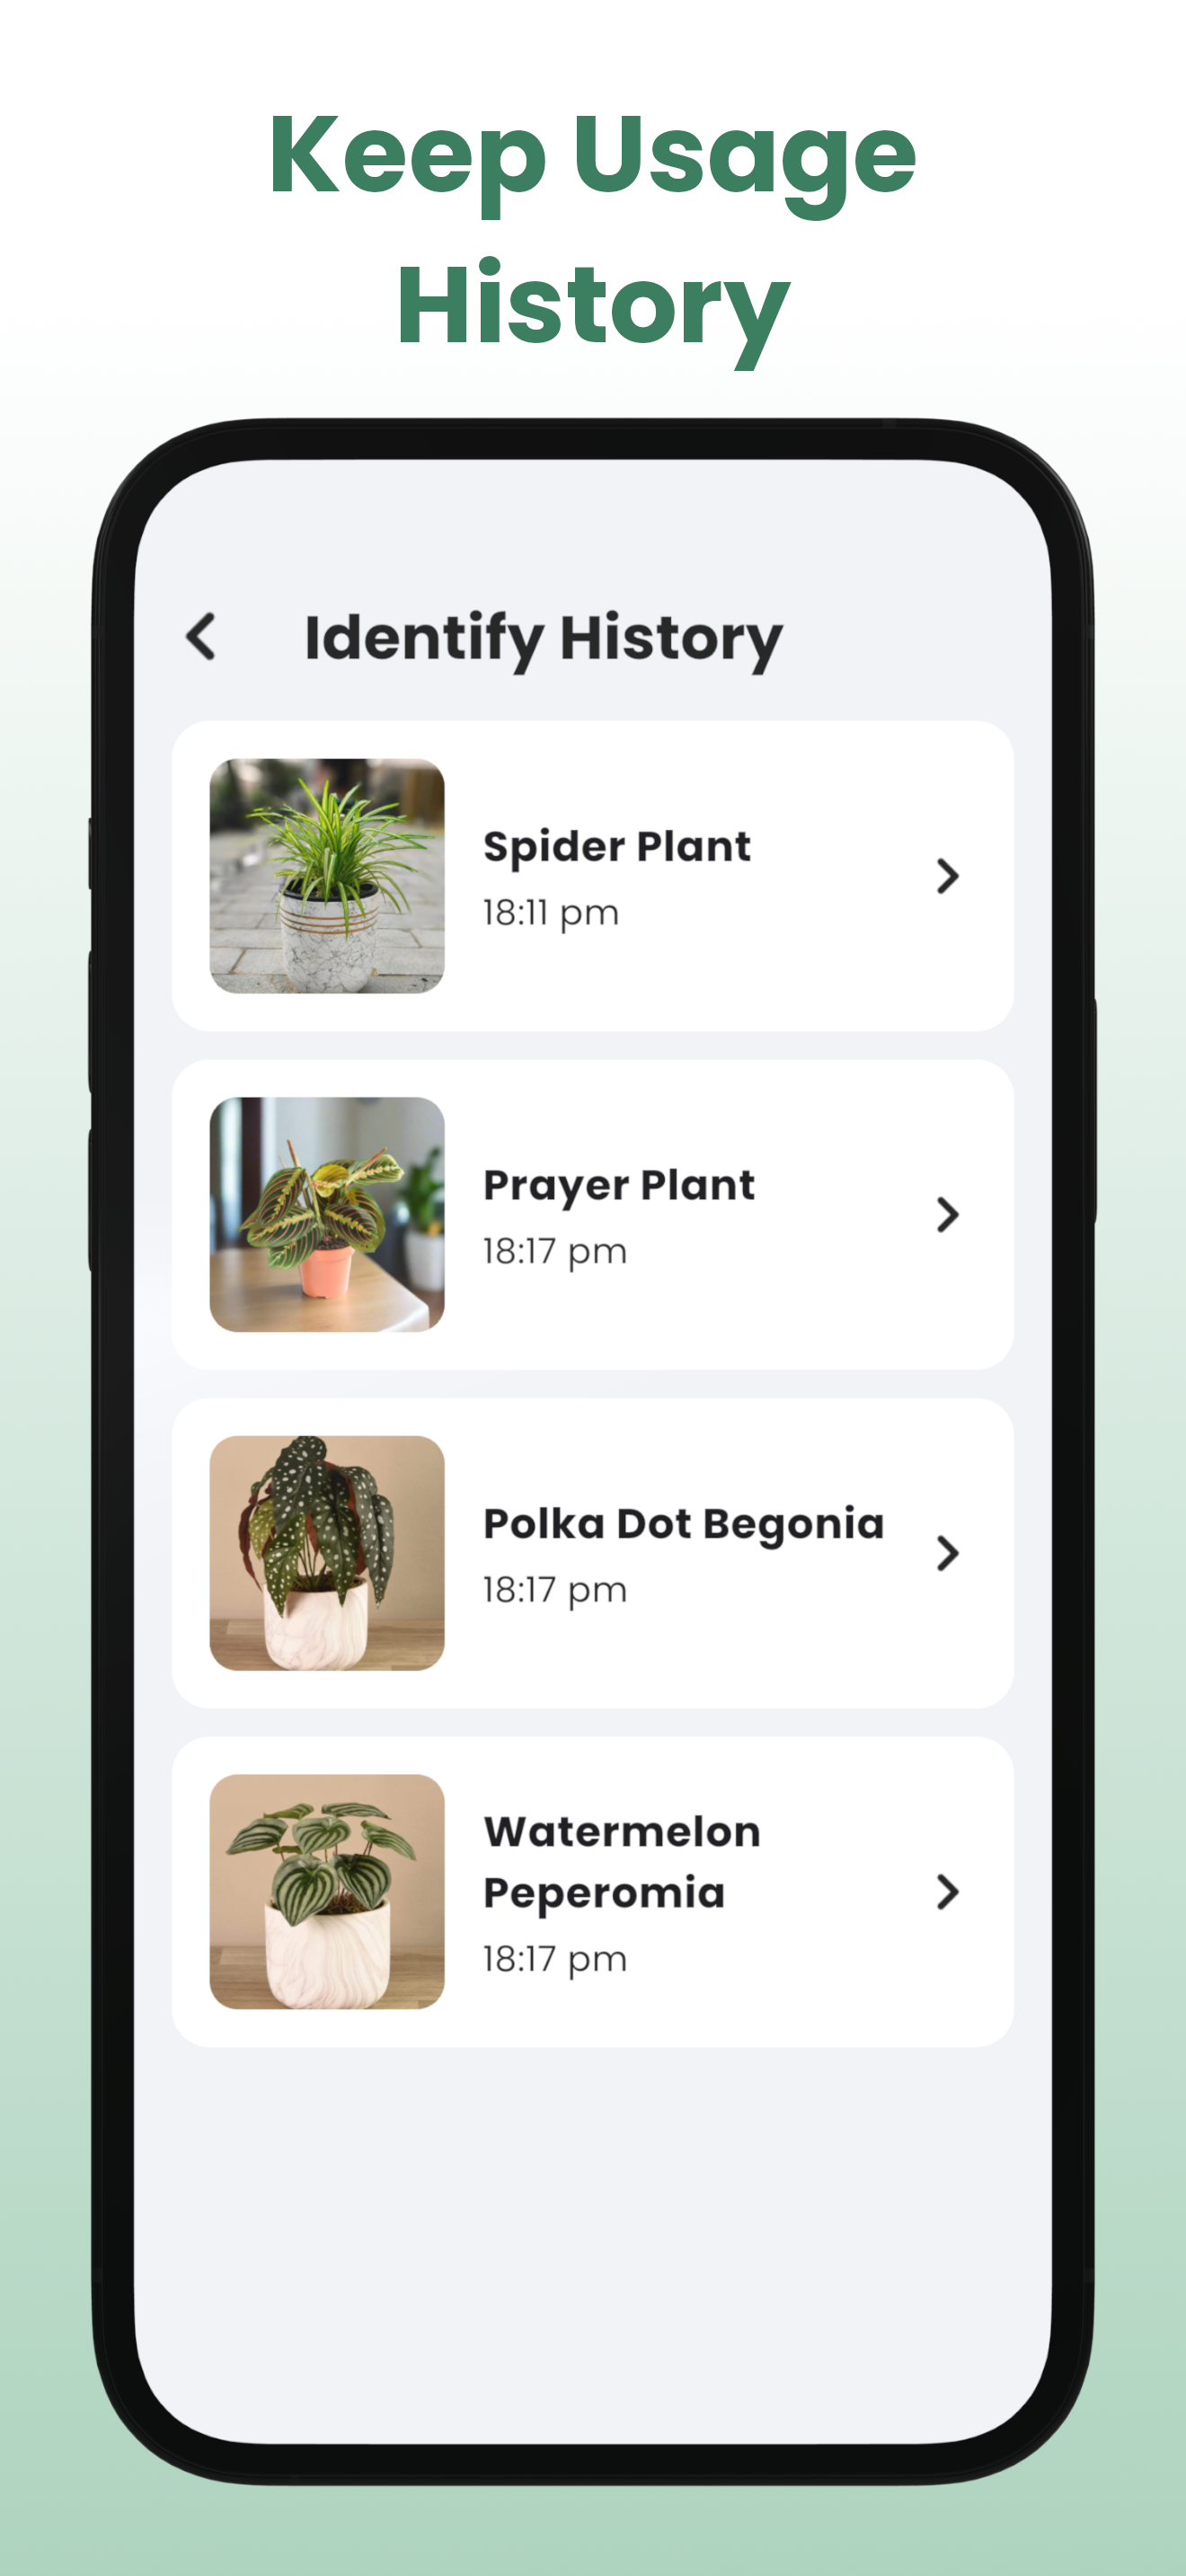 Keep Usage
History
Identify History
Spider Plant
18:11 pm
Prayer Plant
18:17 pm
Polka Dot Begonia
18:17 pm
Watermelon
Peperomia
18:17 pm